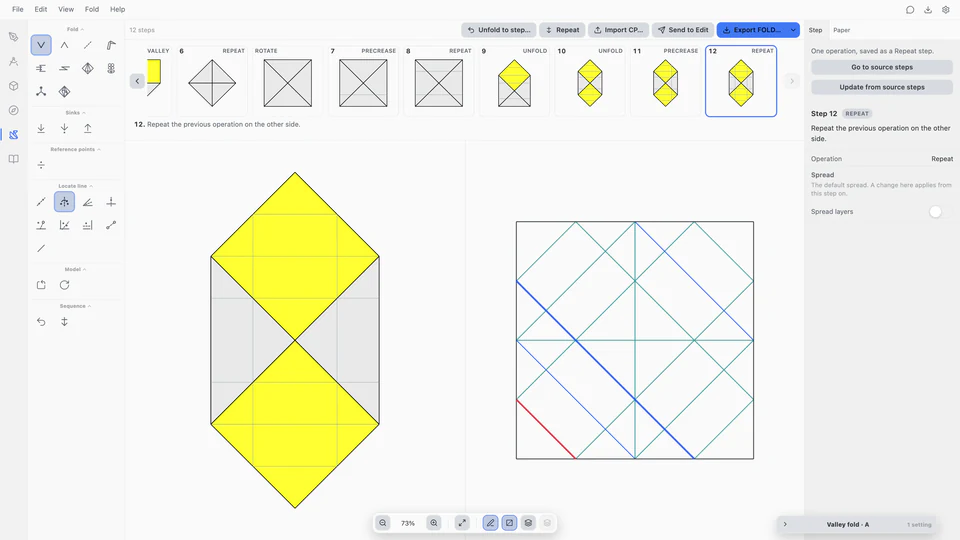 File Edit View Fold Help
12 steps
Unfold to step... Repeat Import CP... Send to Edit Export FOLD...
Step Paper
Fold
Sinks
Reference points
Locate line
Model
Sequence
VALLEY 6 REPEAT ROTATE 7 PRECREASE 8 REPEAT 9 UNFOLD 10 UNFOLD 11 PRECREASE 12 REPEAT
12. Repeat the previous operation on the other side.
One operation, saved as a Repeat step.
Go to source steps
Update from source steps
Step 12 REPEAT
Repeat the previous operation on the other
side.
Operation Repeat
Spread
The default spread. A change here applies from
this step on.
Spread layers
73%
Valley fold · A 1 setting